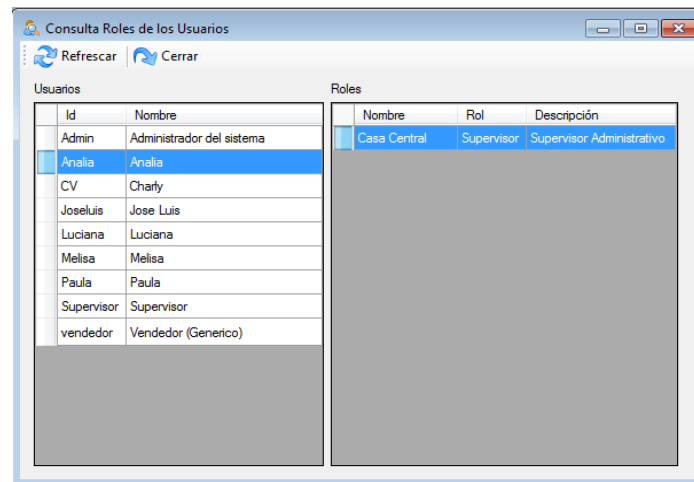 Consulta Roles de los Usuarios
Refrescar Cerrar
Usuarios Roles
Id Nombre Nombre Rol Descripción
Admin Administrador del sistema Casa Central Supervisor Supervisor Administrativo
Analia Analia
CV Charly
Joseluis Jose Luis
Luciana Luciana
Melisa Melisa
Paula Paula
Supervisor Supervisor
vendedor Vendedor (Generico)